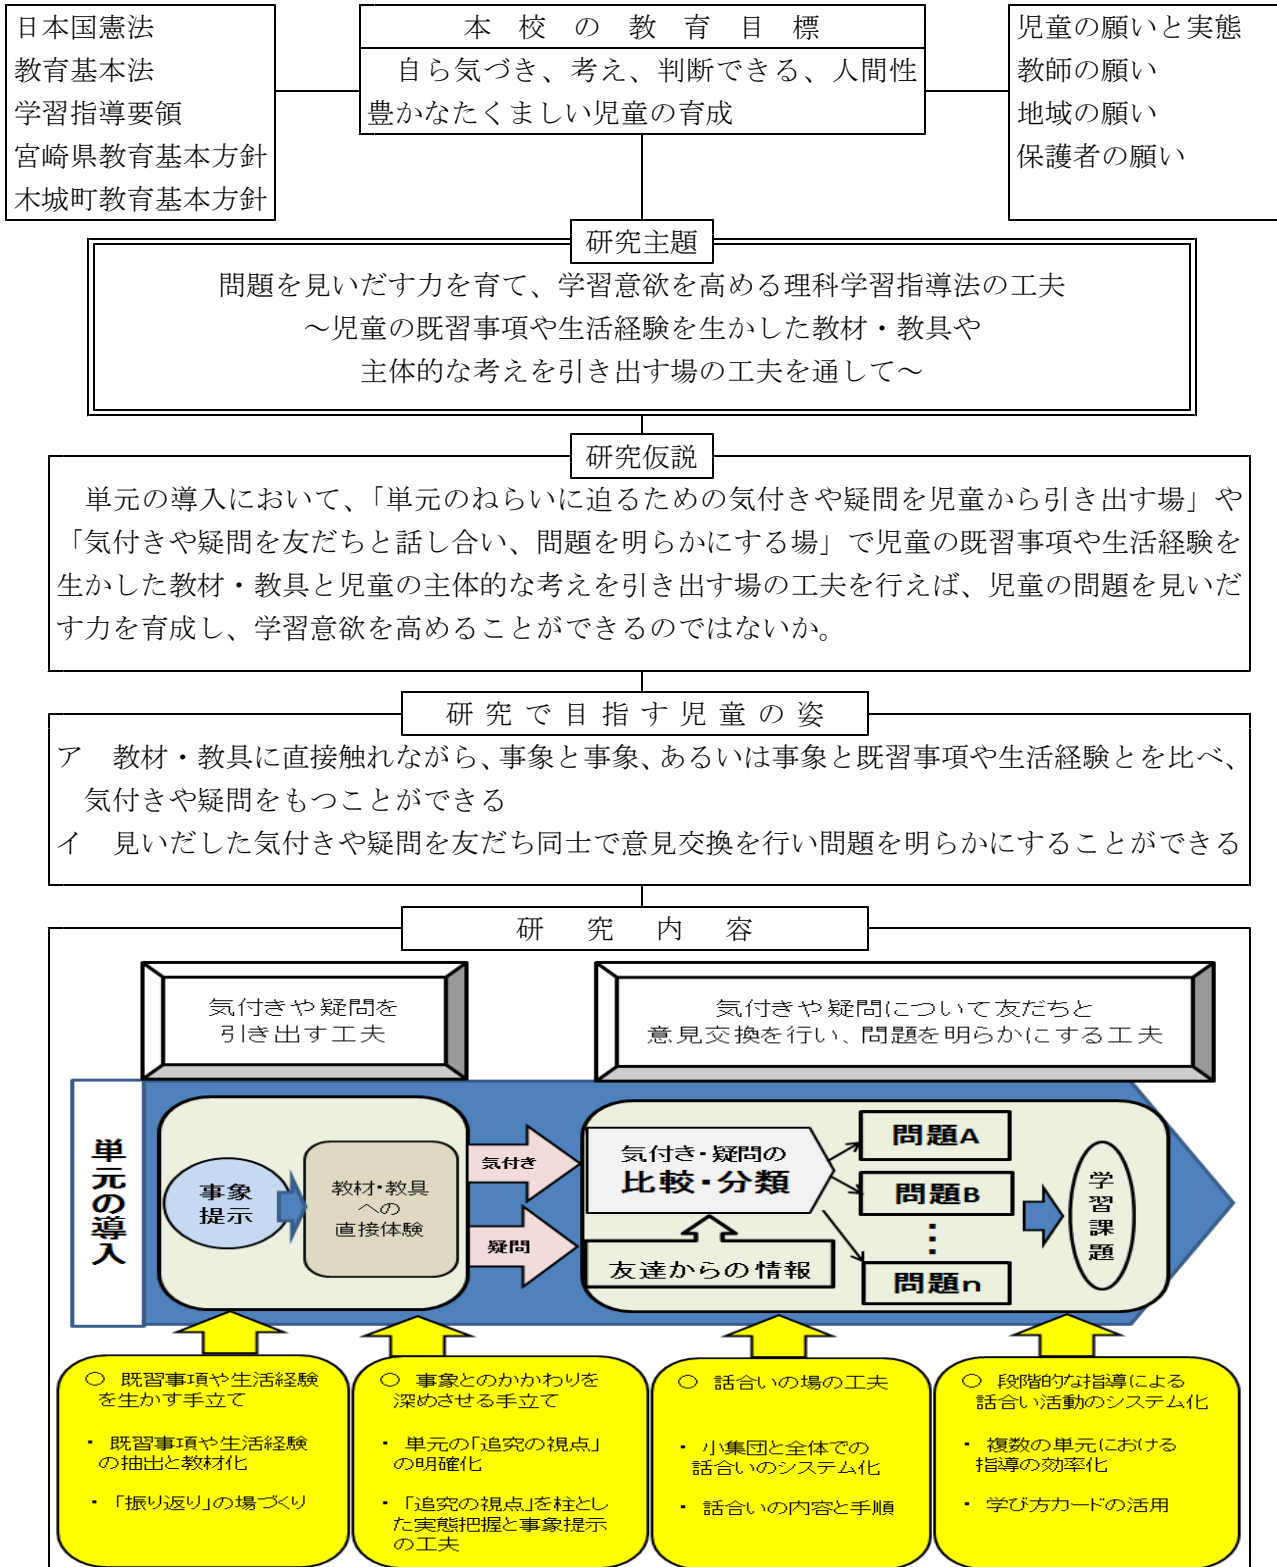 日本国憲法
教育基本法
学習指導要領
宮崎県教育基本方針
木城町教育基本方針
本校の教育目標
自ら気づき、考え、判断できる、人間性
豊かなたくましい児童の育成
児童の願いと実態
教師の願い
地域の願い
保護者の願い
研究主題
問題を見いだす力を育て、学習意欲を高める理科学習指導法の工夫
～児童の既習事項や生活経験を生かした教材・教具や
主体的な考えを引き出す場の工夫を通して～
研究仮説
単元の導入において、「単元のねらいに迫るための気付きや疑問を児童から引き出す場」や
「気付きや疑問を友だちと話し合い、問題を明らかにする場」で児童の既習事項や生活経験を
生かした教材・教具と児童の主体的な考えを引き出す場の工夫を行えば、児童の問題を見いだ
す力を育成し、学習意欲を高めることができるのではないか。
研究で目指す児童の姿
ア 教材・教具に直接触れながら、事象と事象、あるいは事象と既習事項や生活経験とを比べ、
気付きや疑問をもつことができる
イ 見いだした気付きや疑問を友だち同士で意見交換を行い問題を明らかにすることができる
研究内容
気付きや疑問を
引き出す工夫
気付きや疑問について友だちと
意見交換を行い、問題を明らかにする工夫
単元の導入
事象
提示
教材・教具
への
直接体験
気付き
疑問
気付き・疑問の
比較・分類
友達からの情報
問題A
問題B
⋮
問題n
学習課題
○ 既習事項や生活経験
を生かす手立て
・ 既習事項や生活経験
の抽出と教材化
・「振り返り」の場づくり
○ 事象とのかかわりを
深めさせる手立て
・ 単元の「追究の視点」
の明確化
・「追究の視点」を柱とし
た実態把握と事象提示
の工夫
○ 話合いの場の工夫
・ 小集団と全体での
話合いのシステム化
・ 話合いの内容と手順
○ 段階的な指導による
話合い活動のシステム化
・ 複数の単元における
指導の効率化
・ 学び方カードの活用